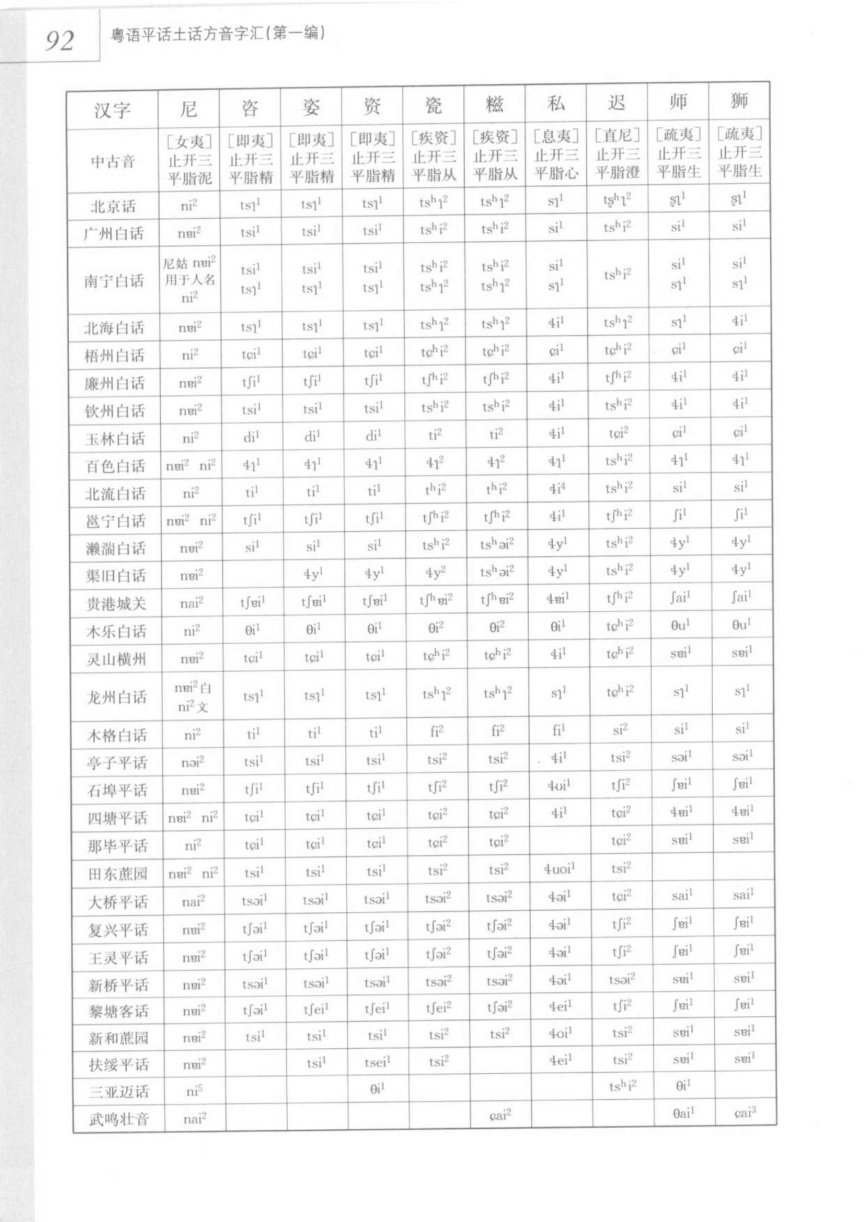 92
粤语平话土话方音字汇(第一编)
汉字 尼 咨 姿 资 瓷 糍 私 迟 师 狮
中古音 [女夷]止开三平脂泥 [即夷]止开三平脂精 [即夷]止开三平脂精 [即夷]止开三平脂精 [疾资]止开三平脂从 [疾资]止开三平脂从 [息夷]止开三平脂心 [直尼]止开三平脂澄 [疏夷]止开三平脂生 [疏夷]止开三平脂生
北京话 ni² tsɿ¹ tsɿ¹ tsɿ¹ tsʰɿ² tsʰɿ² sɿ¹ tʂʰʅ² ʂʅ¹ ʂʅ¹
广州白话 nɐi² tsi¹ tsi¹ tsi¹ tsʰi² tsʰi² si¹ tsʰi² si¹ si¹
南宁白话 尼姑 nɐi² 用于人名 ni² tsi¹ tsɿ¹ tsi¹ tsɿ¹ tsi¹ tsɿ¹ tsʰi² tsʰɿ² tsʰi² tsʰɿ² si¹ sɿ¹ tsʰi² si¹ sɿ¹ si¹ sɿ¹
北海白话 nɐi² tsɿ¹ tsɿ¹ tsɿ¹ tsʰɿ² tsʰɿ² ɬi¹ tsʰɿ² sɿ¹ ɬi¹
梧州白话 ni² tɕi¹ tɕi¹ tɕi¹ tɕʰi² tɕʰi² ɕi¹ tɕʰi² ɕi¹ ɕi¹
廉州白话 nɐi² tʃi¹ tʃi¹ tʃi¹ tʃʰi² tʃʰi² ɬi¹ tʃʰi² ɬi¹ ɬi¹
钦州白话 nɐi² tsi¹ tsi¹ tsi¹ tsʰi² tsʰi² ɬi¹ tsʰi² ɬi¹ ɬi¹
玉林白话 ni² di¹ di¹ di¹ ti² ti² ɬi¹ tɕi² ɕi¹ ɕi¹
百色白话 nɐi² ni² ɬɿ¹ ɬɿ¹ ɬɿ¹ ɬɿ² ɬɿ² ɬɿ¹ tsʰi² ɬɿ¹ ɬɿ¹
北流白话 ni² ti¹ ti¹ ti¹ tʰi² tʰi² ɬi⁴ tsʰi² si¹ si¹
邕宁白话 nɐi² ni² tʃi¹ tʃi¹ tʃi¹ tʃʰi² tʃʰi² ɬi¹ tʃʰi² ʃi¹ ʃi¹
濑湍白话 nɐi² si¹ si¹ si¹ tsʰi² tsʰəi² ɬy¹ tsʰi² ɬy¹ ɬy¹
渠旧白话 nɐi² ɬy¹ ɬy¹ ɬy² tsʰəi² ɬy¹ tsʰi² ɬy¹ ɬy¹
贵港城关 nai² tʃɐi¹ tʃɐi¹ tʃɐi¹ tʃʰɐi² tʃʰɐi² ɬɐi¹ tʃʰi² ʃai¹ ʃai¹
木乐白话 ni² θi¹ θi¹ θi¹ θi² θi² θi¹ tɕʰi² θu¹ θu¹
灵山横州 nɐi² tɕi¹ tɕi¹ tɕi¹ tɕʰi² tɕʰi² ɬi¹ tɕʰi² sɐi¹ sɐi¹
龙州白话 nɐi²白 ni²文 tsɿ¹ tsɿ¹ tsɿ¹ tsʰɿ² tsʰɿ² sɿ¹ tɕʰi² sɿ¹ sɿ¹
木格白话 ni² ti¹ ti¹ ti¹ fi² fi² fi¹ si² si¹ si¹
亭子平话 nəi² tsi¹ tsi¹ tsi¹ tsi² tsi² ɬi¹ tsi² səi¹ səi¹
石埠平话 nɐi² tʃi¹ tʃi¹ tʃi¹ tʃi² tʃi² ɬui¹ tʃi² ʃɐi¹ ʃɐi¹
四塘平话 nɐi² ni² tɕi¹ tɕi¹ tɕi¹ tɕi² tɕi² ɬi¹ tɕi² ɬɐi¹ ɬɐi¹
那毕平话 ni² tɕi¹ tɕi¹ tɕi¹ tɕi² tɕi² tɕi² sɐi¹ sɐi¹
田东蔗园 nɐi² ni² tsi¹ tsi¹ tsi¹ tsi² tsi² ɬuoi¹ tsi²
大桥平话 nai² tsəi¹ tsəi¹ tsəi¹ tsəi² tsəi² ɬəi¹ tɕi² sai¹ sai¹
复兴平话 nɐi² tʃəi¹ tʃəi¹ tʃəi¹ tʃəi² tʃəi² ɬəi¹ tʃi² ʃɐi¹ ʃɐi¹
王灵平话 nɐi² tʃəi¹ tʃəi¹ tʃəi¹ tʃəi² tʃəi² ɬəi¹ tʃi² ʃɐi¹ ʃɐi¹
新桥平话 nɐi² tsəi¹ tsəi¹ tsəi¹ tsəi² tsəi² ɬəi¹ tsəi² sɐi¹ sɐi¹
黎塘客话 nɐi² tʃəi¹ tʃei¹ tʃei¹ tʃei² tʃəi² ɬei¹ tʃi² ʃɐi¹ ʃɐi¹
新和蔗园 nɐi² tsi¹ tsi¹ tsi¹ tsi² tsi² ɬoi¹ tsi² sɐi¹ sɐi¹
扶绥平话 nɐi² tsi¹ tsei¹ tsi² ɬei¹ tsi² sɐi¹ sɐi¹
三亚迈话 ni⁵ θi¹ tsʰi² θi¹
武鸣壮音 nai² ɕai² θai¹ ɕai³